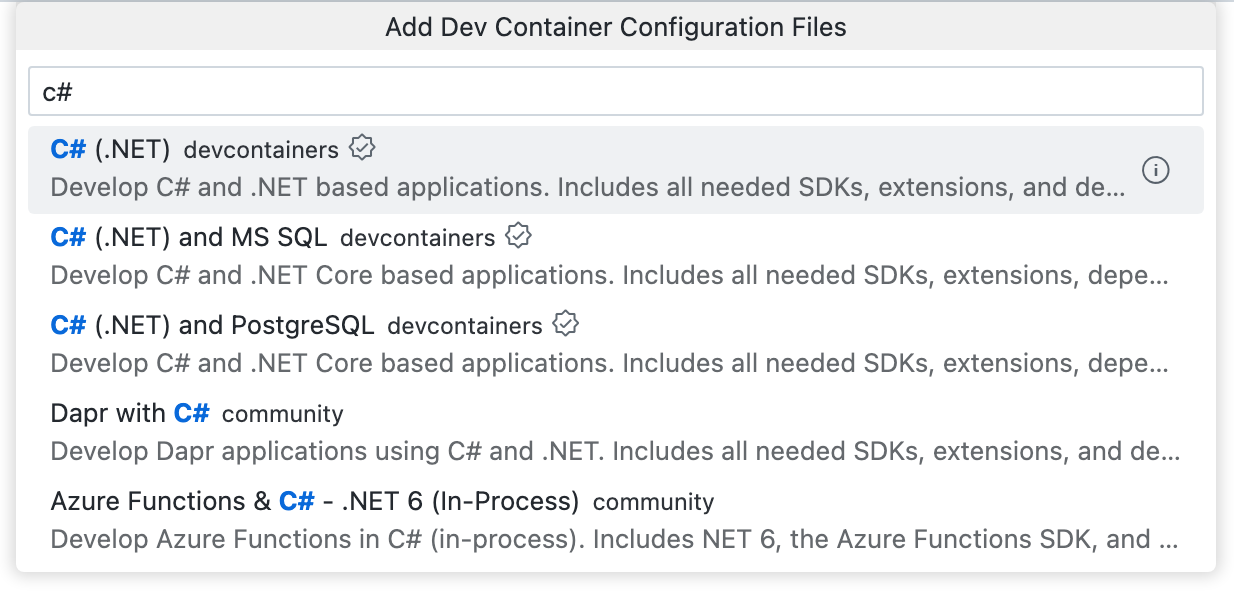 Add Dev Container Configuration Files
c#
C# (.NET) devcontainers
Develop C# and .NET based applications. Includes all needed SDKs, extensions, and de...
C# (.NET) and MS SQL devcontainers
Develop C# and .NET Core based applications. Includes all needed SDKs, extensions, depe...
C# (.NET) and PostgreSQL devcontainers
Develop C# and .NET Core based applications. Includes all needed SDKs, extensions, depe...
Dapr with C# community
Develop Dapr applications using C# and .NET. Includes all needed SDKs, extensions, and de...
Azure Functions & C# - .NET 6 (In-Process) community
Develop Azure Functions in C# (in-process). Includes NET 6, the Azure Functions SDK, and ...